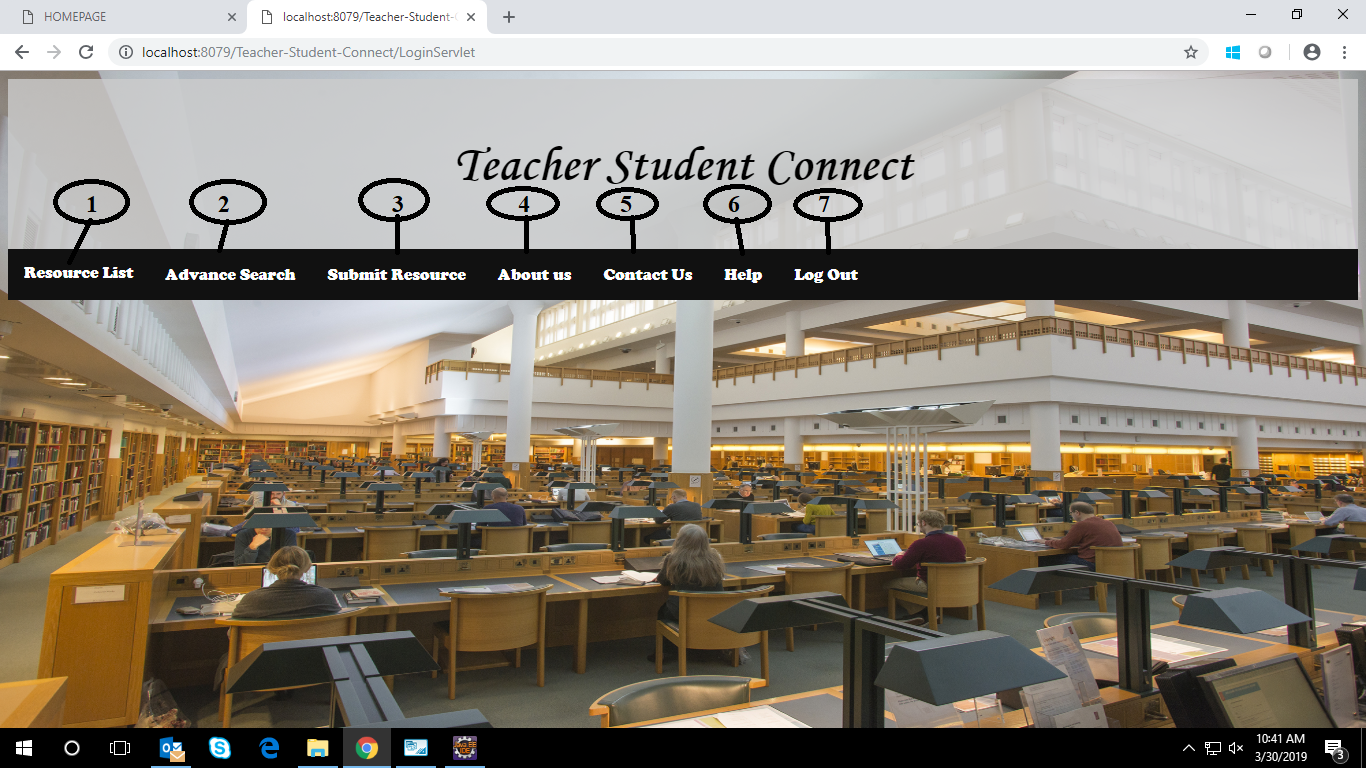 HOMEPAGE
localhost:8079/Teacher-Student-C
localhost:8079/Teacher-Student-Connect/LoginServlet
Teacher Student Connect
1 2 3 4 5 6 7
Resource List Advance Search Submit Resource About us Contact Us Help Log Out
10:41 AM
3/30/2019
3